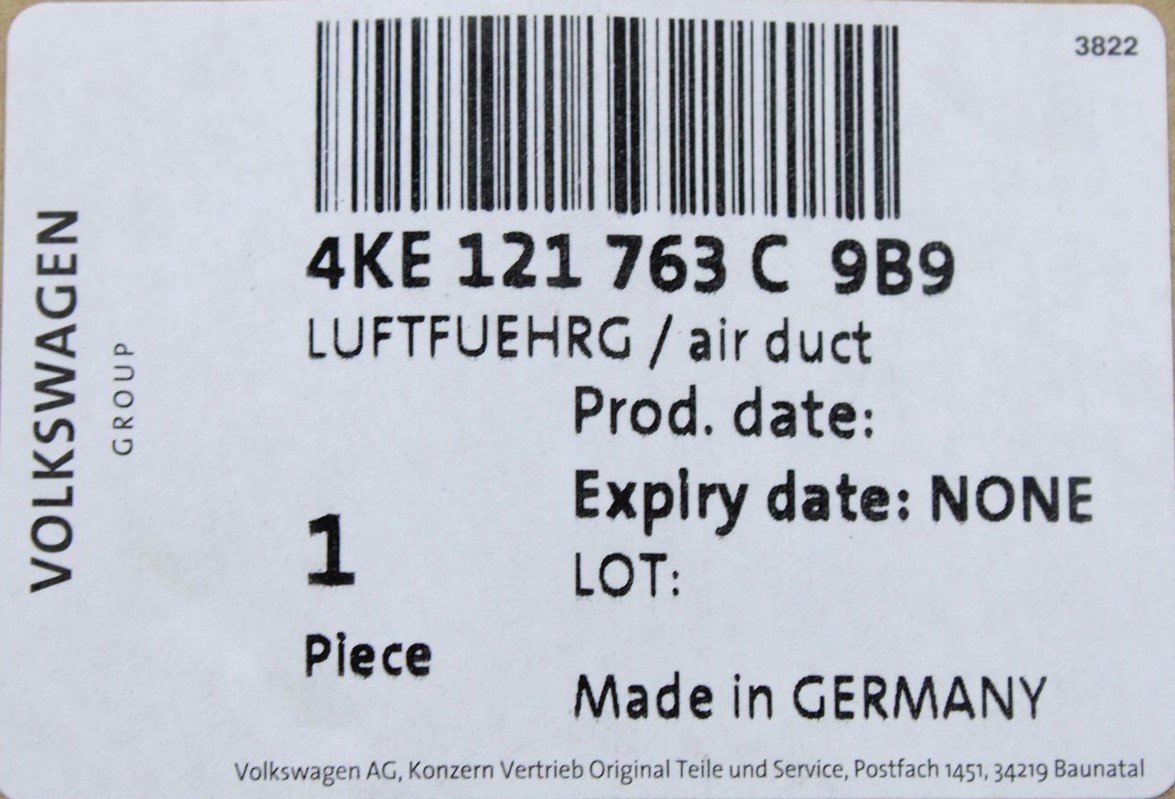 3822
4KE 121 763 C 9B9
LUFTFUEHRG / air duct
Prod. date:
Expiry date: NONE
LOT:
1
Piece
Made in GERMANY
VOLKSWAGEN
GROUP
Volkswagen AG, Konzern Vertrieb Original Teile und Service, Postfach 1451, 34219 Baunatal